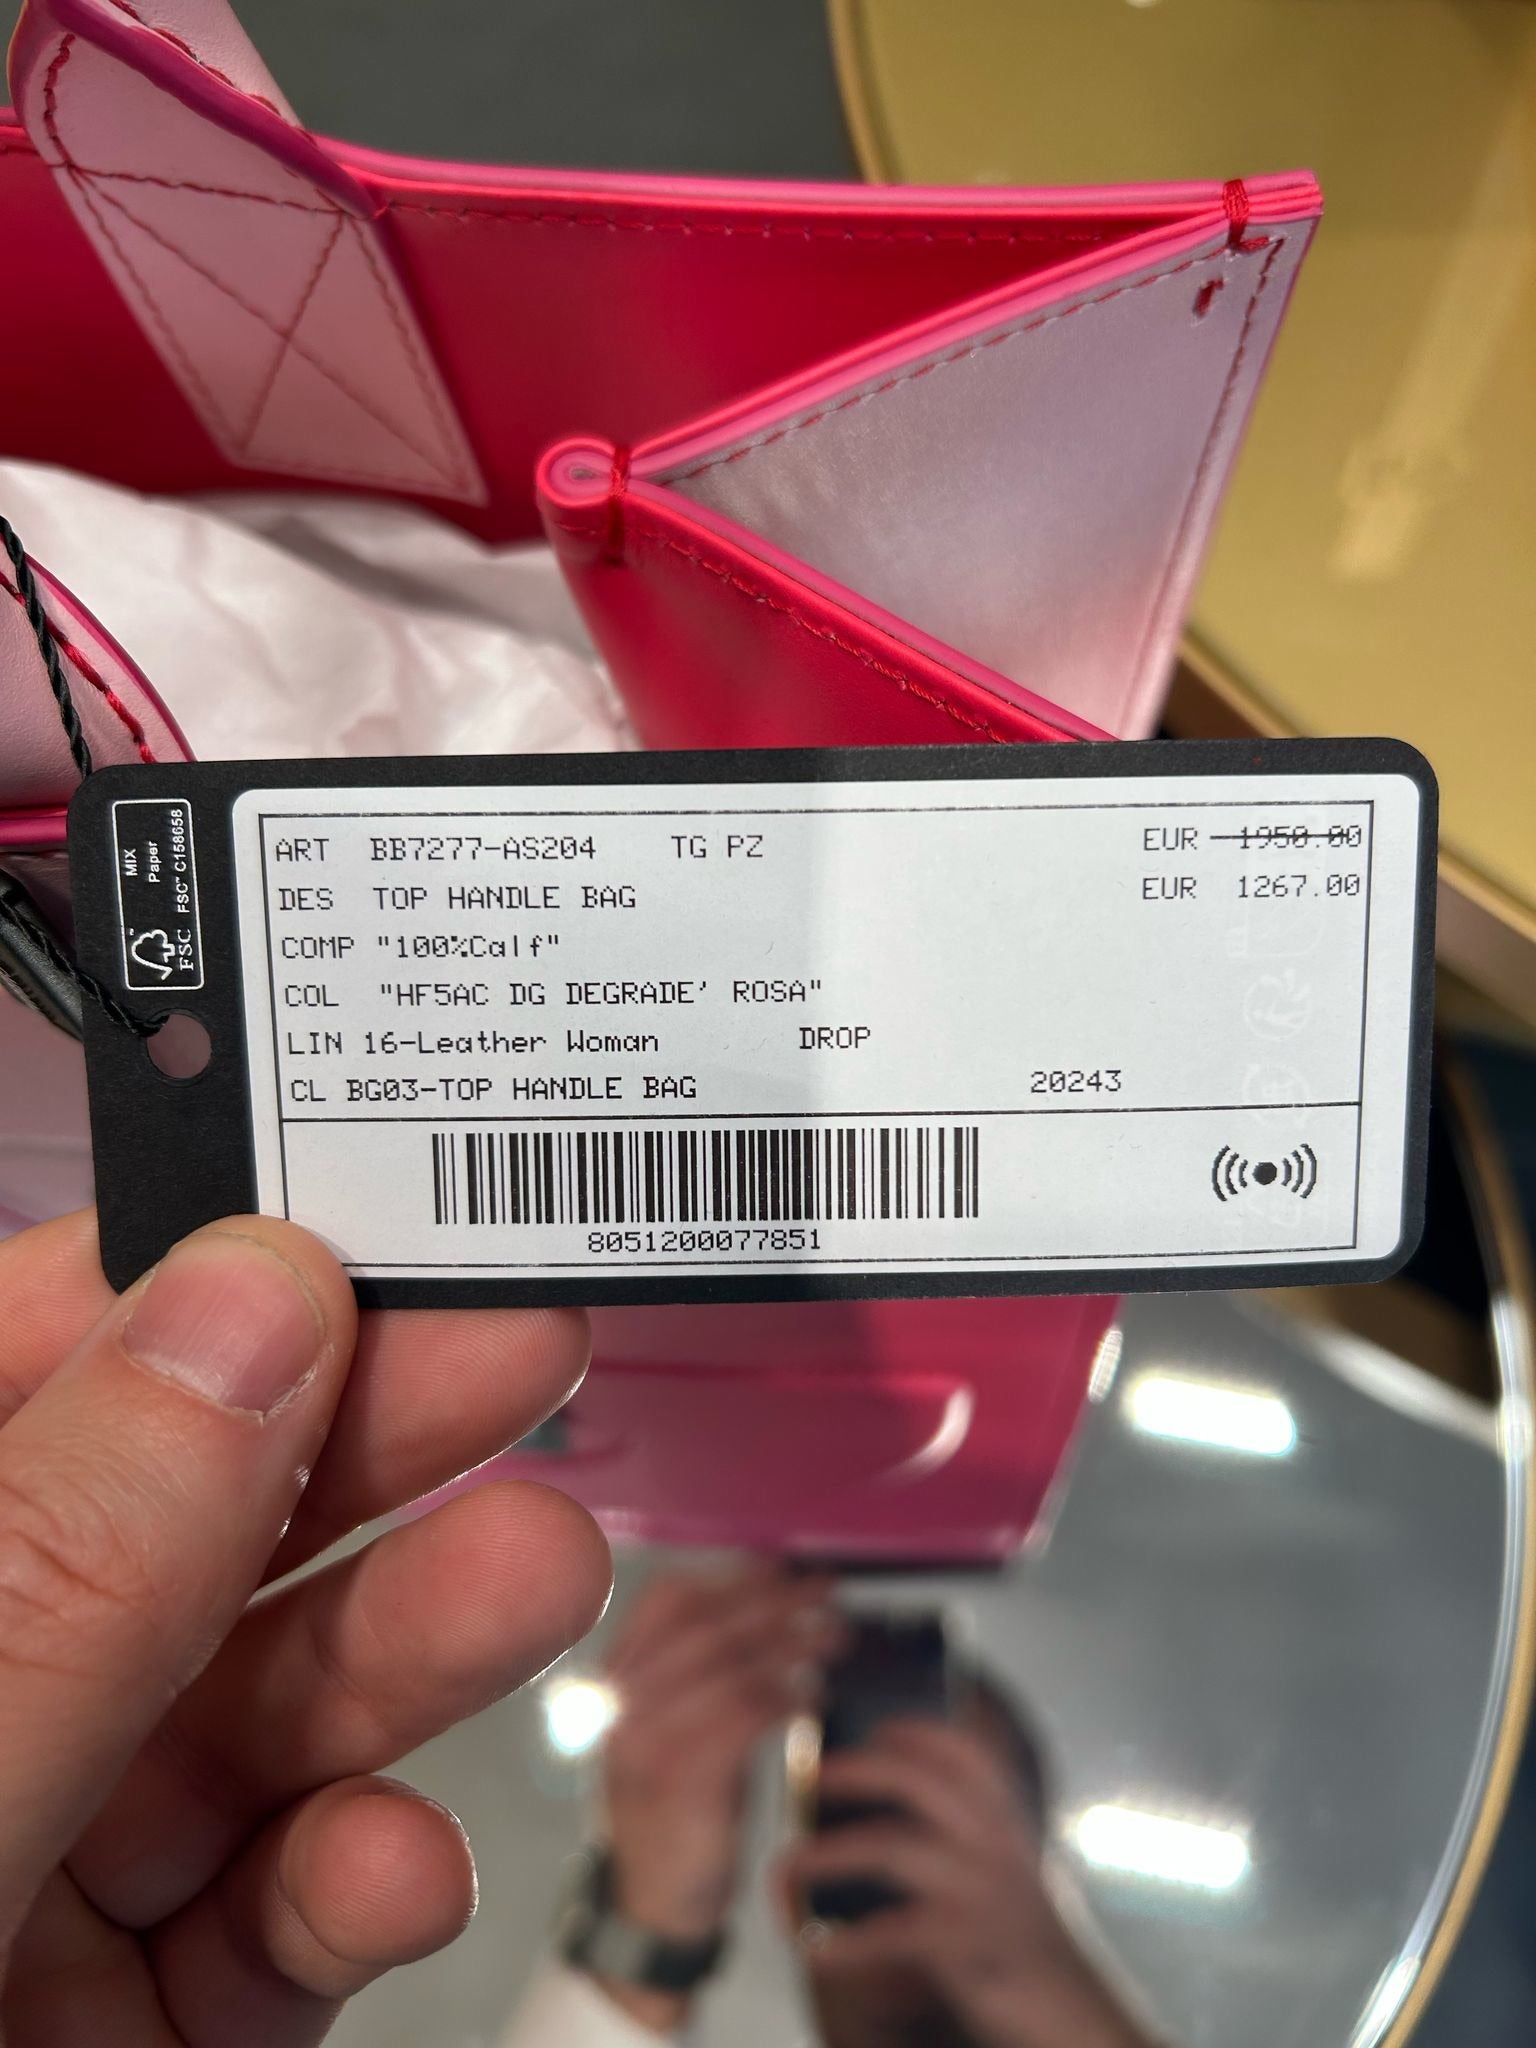 MIX
Paper
FSC™ C158658
FSC
ART BB7277-AS204 TG PZ EUR 1950.00
DES TOP HANDLE BAG EUR 1267.00
COMP "100%Calf"
COL "HF5AC DG DEGRADE' ROSA"
LIN 16-Leather Woman DROP
CL BG03-TOP HANDLE BAG 20243
8051200077851